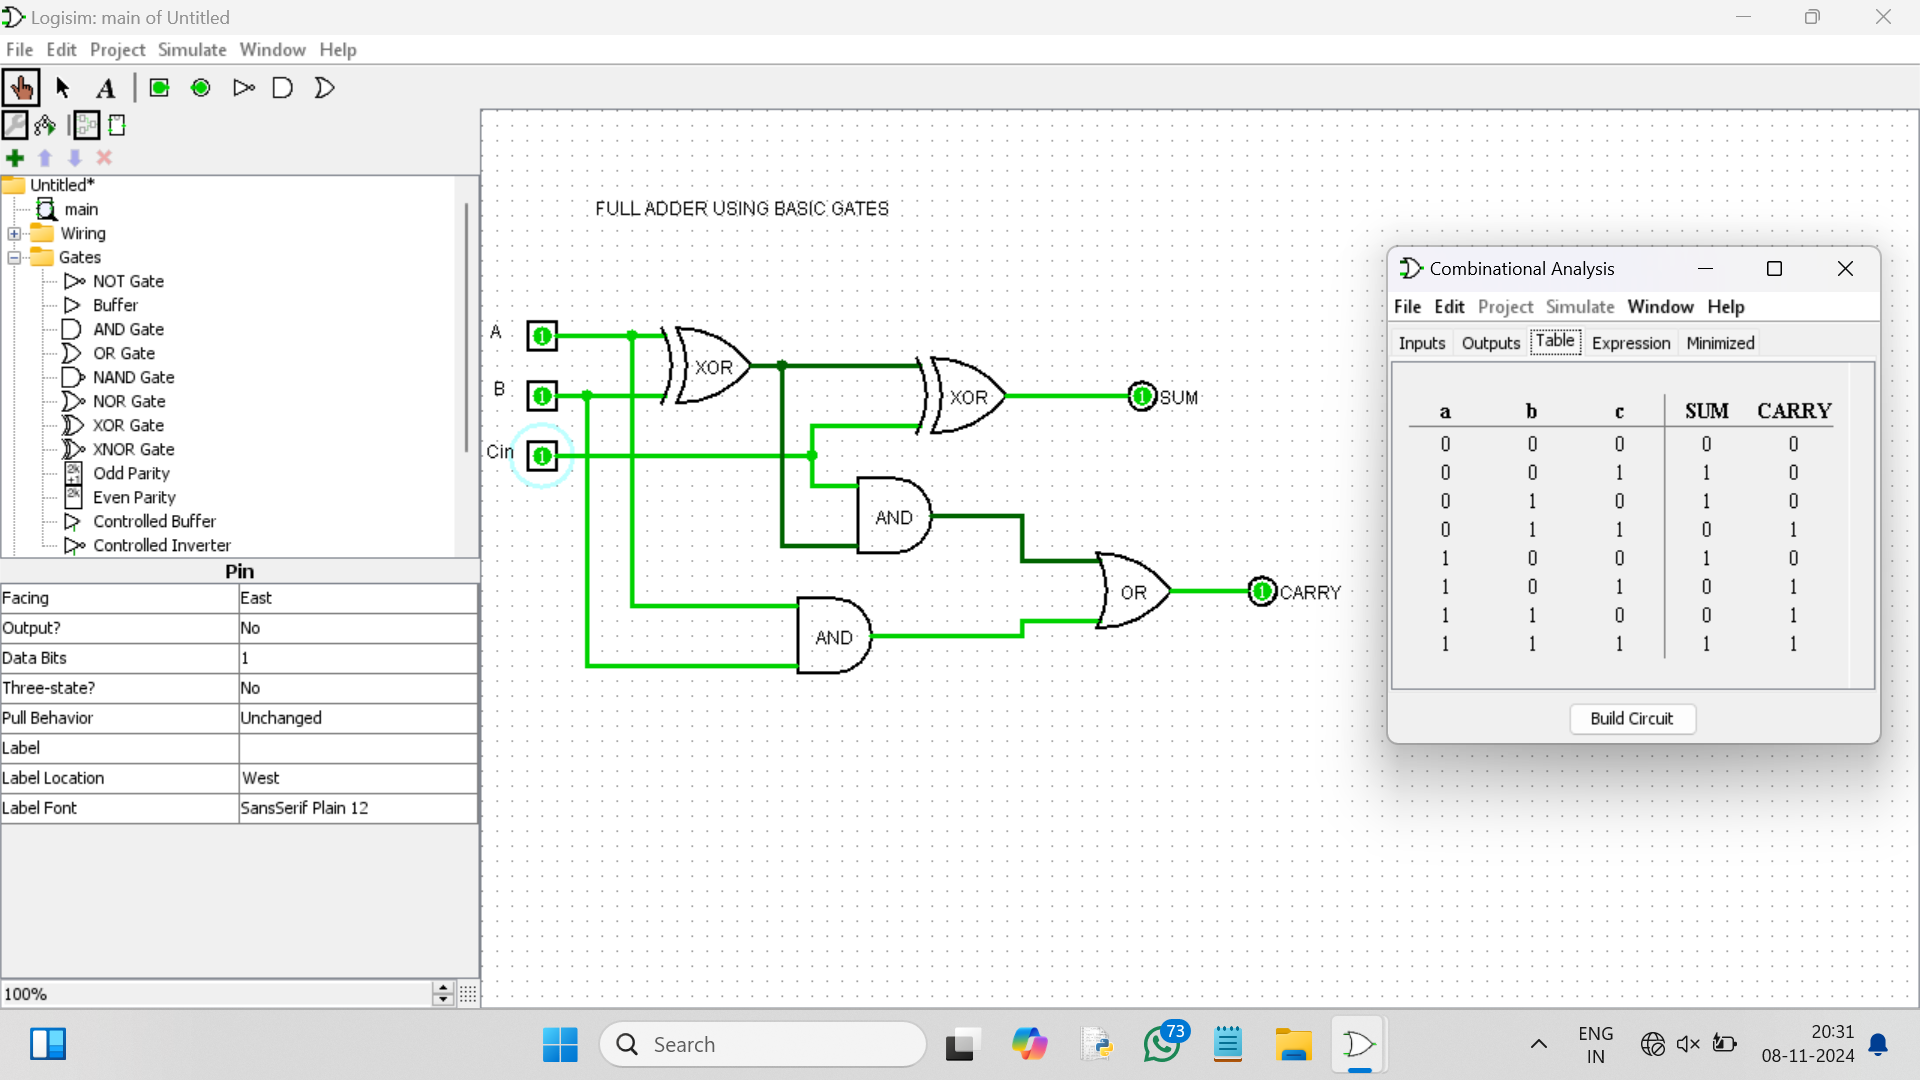 Logisim: main of Untitled
File Edit Project Simulate Window Help
A
Untitled*
main
Wiring
Gates
NOT Gate
Buffer
AND Gate
OR Gate
NAND Gate
NOR Gate
XOR Gate
XNOR Gate
2k+1 Odd Parity
2k Even Parity
Controlled Buffer
Controlled Inverter
Pin
Facing East
Output? No
Data Bits 1
Three-state? No
Pull Behavior Unchanged
Label
Label Location West
Label Font SansSerif Plain 12
100%
FULL ADDER USING BASIC GATES
A 1
B 1
Cin 1
XOR
XOR
1 SUM
AND
AND
OR
1 CARRY
Combinational Analysis
File Edit Project Simulate Window Help
Inputs Outputs Table Expression Minimized
a b c SUM CARRY
0 0 0 0 0
0 0 1 1 0
0 1 0 1 0
0 1 1 0 1
1 0 0 1 0
1 0 1 0 1
1 1 0 0 1
1 1 1 1 1
Build Circuit
Search
73
ENG
IN
20:31
08-11-2024